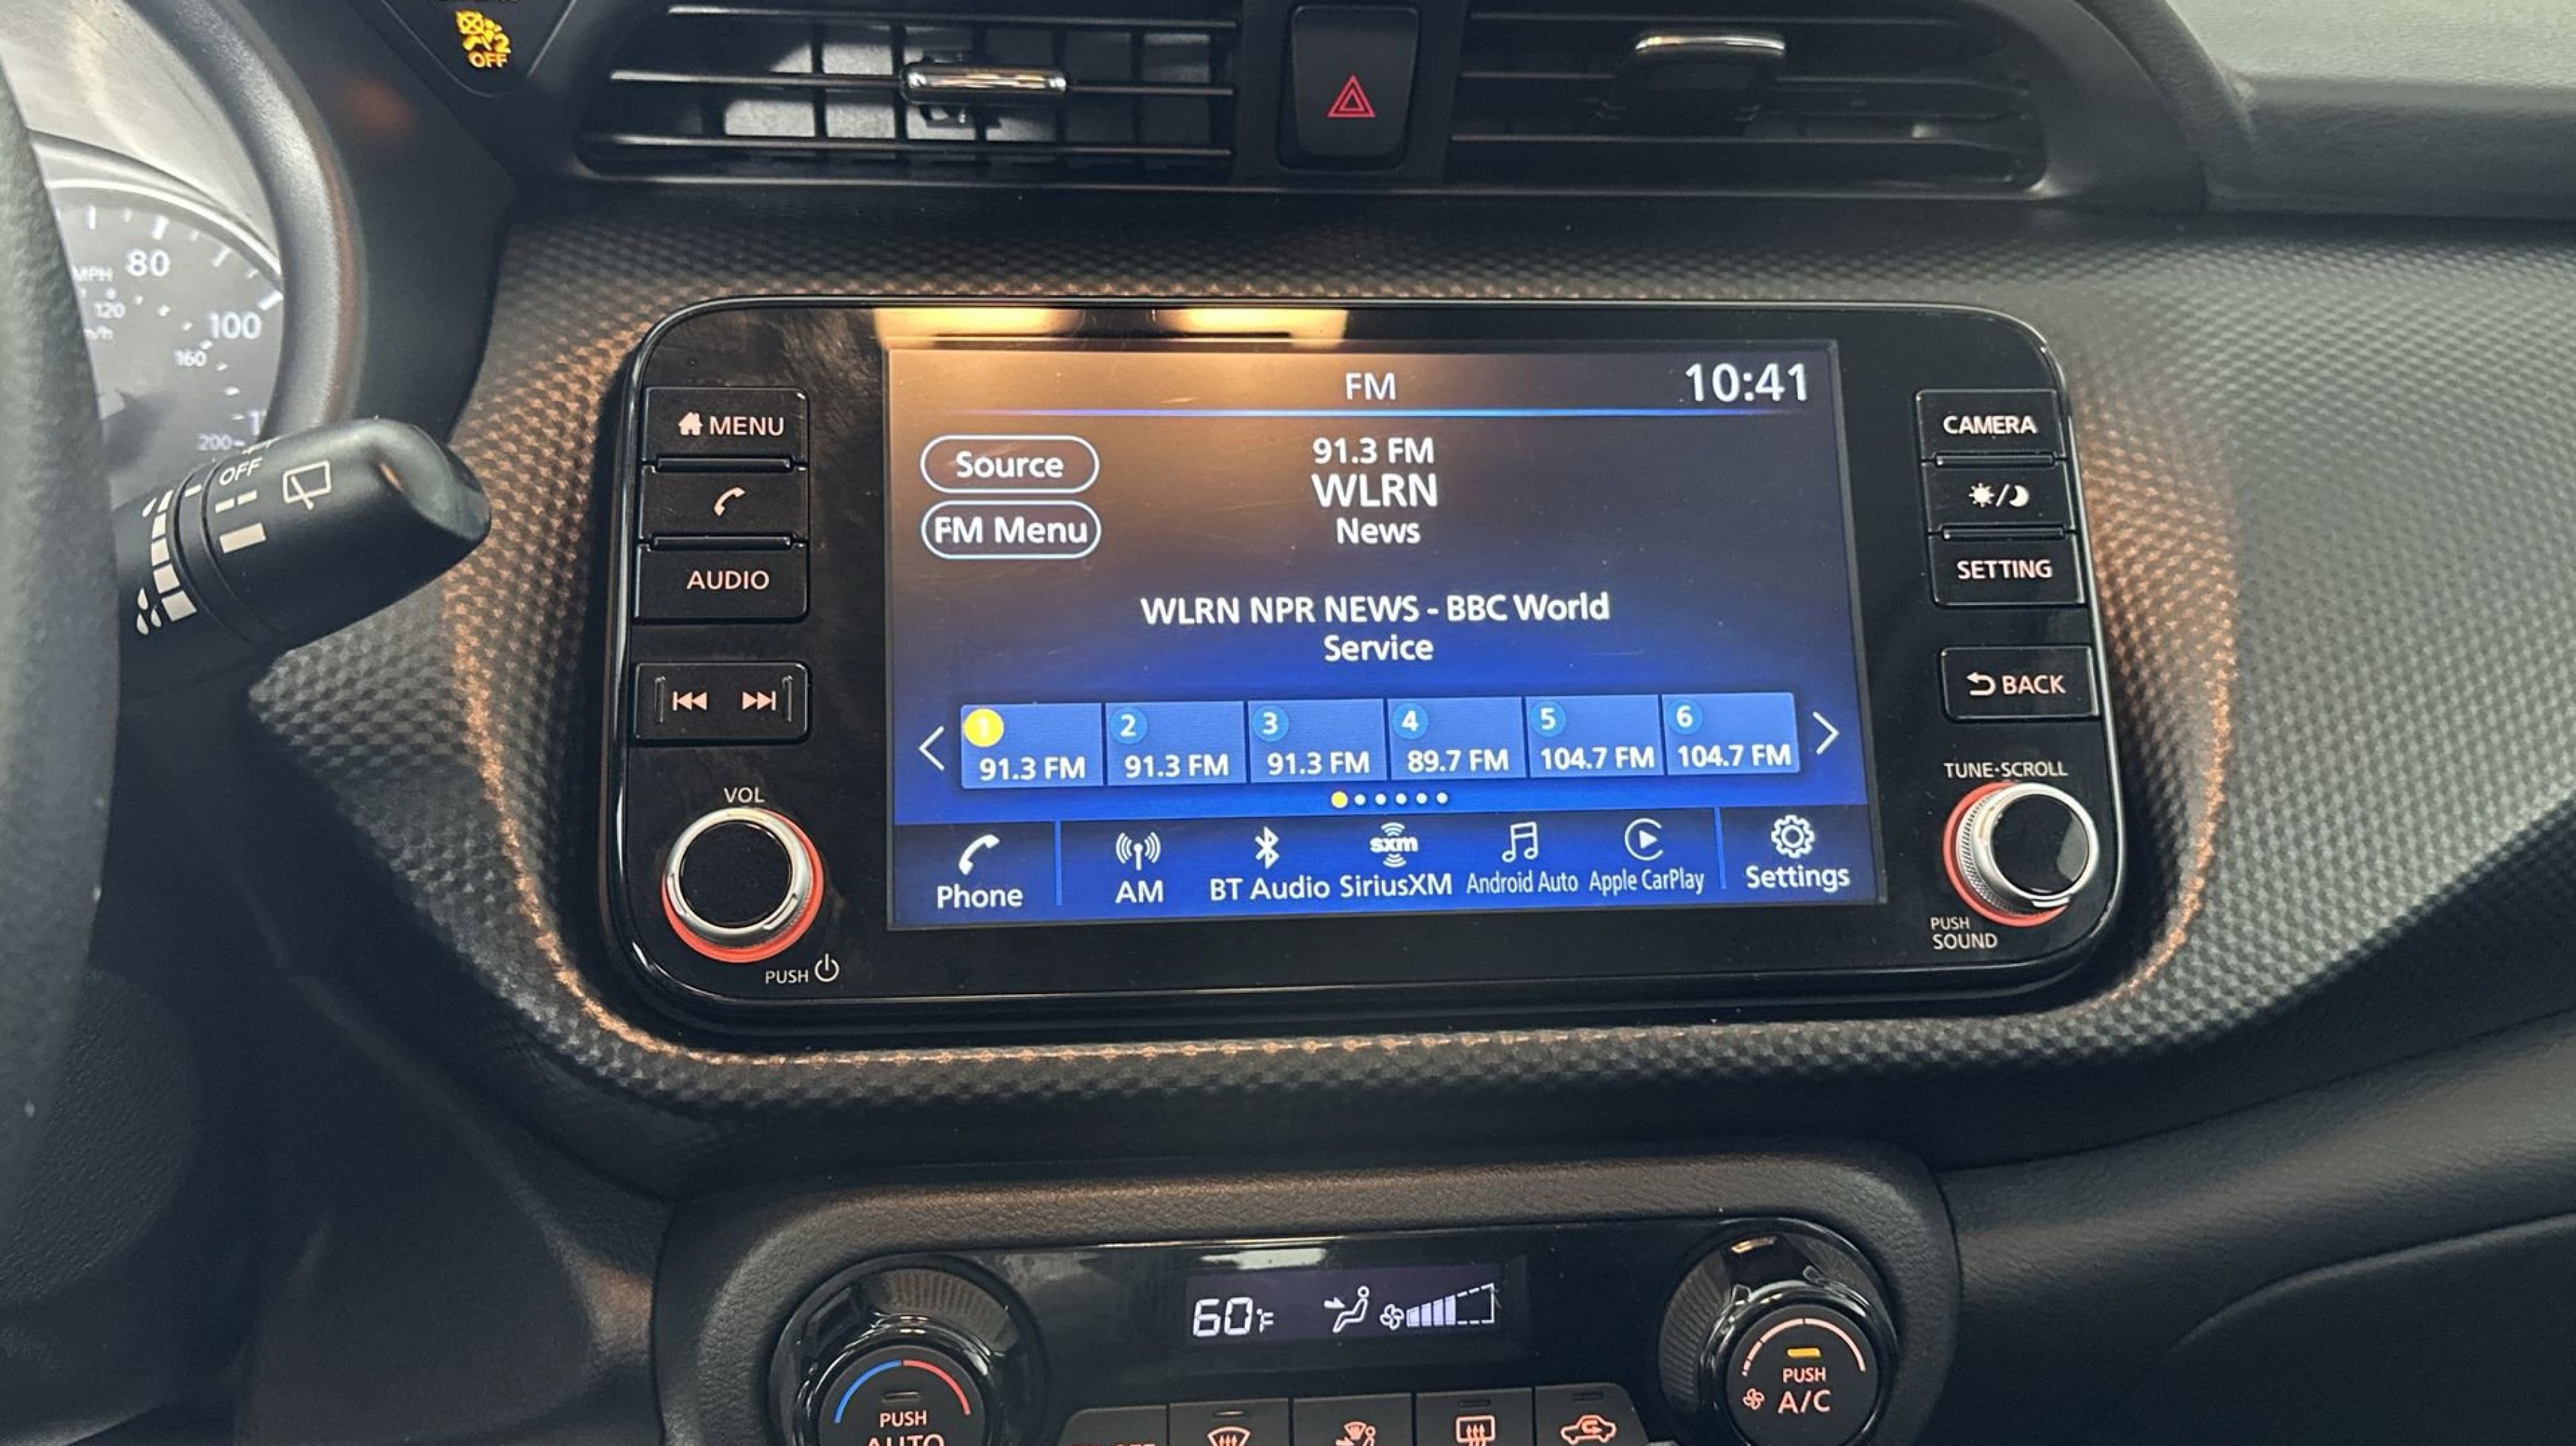 2
OFF
MPH
80
120
100
160
200
OFF
MENU
AUDIO
VOL
PUSH
FM
10:41
Source
FM Menu
91.3 FM
WLRN
News
WLRN NPR NEWS - BBC World
Service
1
2
3
4
5
6
91.3 FM
91.3 FM
91.3 FM
89.7 FM
104.7 FM
104.7 FM
Phone
AM
BT Audio
sxm
SiriusXM
Android Auto
Apple CarPlay
Settings
CAMERA
SETTING
BACK
TUNE·SCROLL
PUSH
SOUND
60°F
PUSH
AUTO
PUSH
A/C